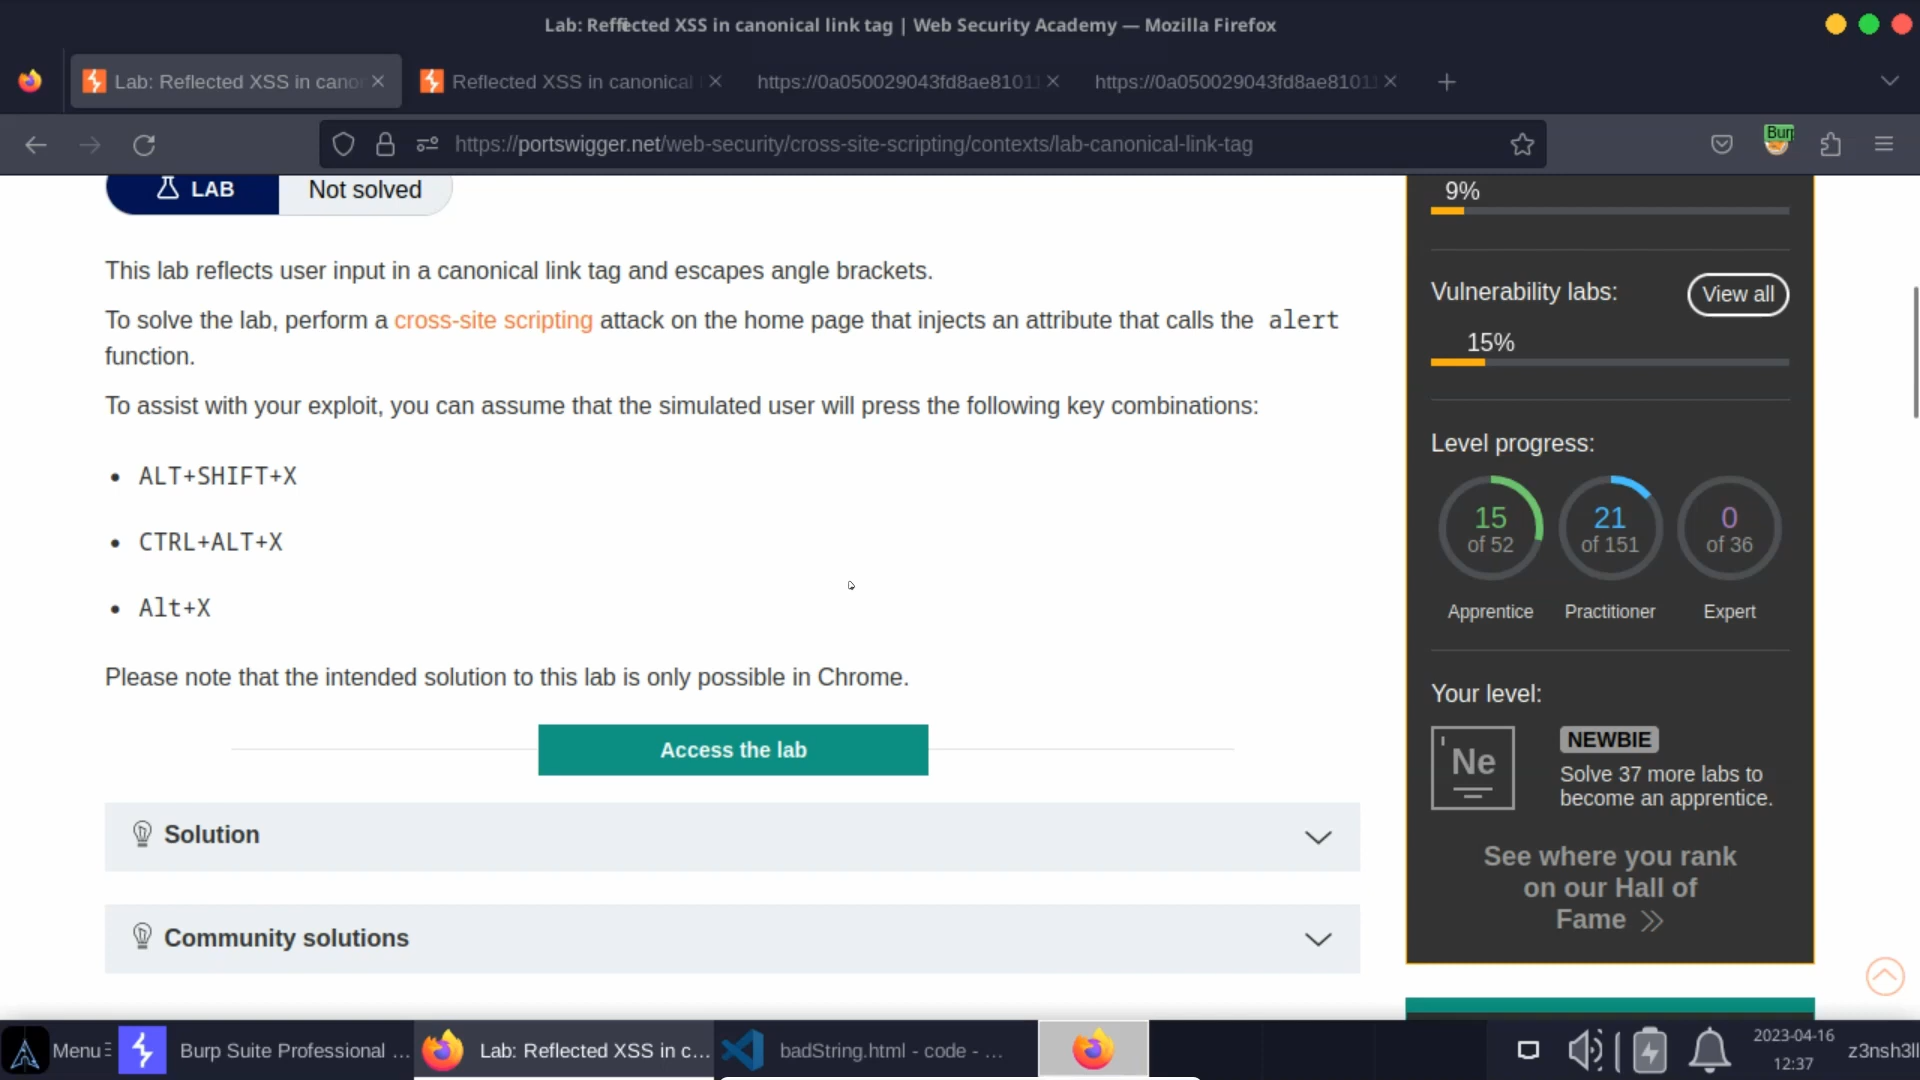 Lab: Reflected XSS in canonical link tag | Web Security Academy — Mozilla Firefox
Lab: Reflected XSS in cano
Reflected XSS in canonical
https://0a050029043fd8ae8101
https://0a050029043fd8ae8101
https://portswigger.net/web-security/cross-site-scripting/contexts/lab-canonical-link-tag
Burp
LAB
Not solved
This lab reflects user input in a canonical link tag and escapes angle brackets.
To solve the lab, perform a cross-site scripting attack on the home page that injects an attribute that calls the alert
function.
To assist with your exploit, you can assume that the simulated user will press the following key combinations:
• ALT+SHIFT+X
• CTRL+ALT+X
• Alt+X
Please note that the intended solution to this lab is only possible in Chrome.
Access the lab
Solution
Community solutions
9%
Vulnerability labs:
View all
15%
Level progress:
15
of 52
21
of 151
0
of 36
Apprentice
Practitioner
Expert
Your level:
Ne
NEWBIE
Solve 37 more labs to
become an apprentice.
See where you rank
on our Hall of
Fame
Menu
Burp Suite Professional ...
Lab: Reflected XSS in c...
badString.html - code - ...
2023-04-16
12:37
z3nsh3ll